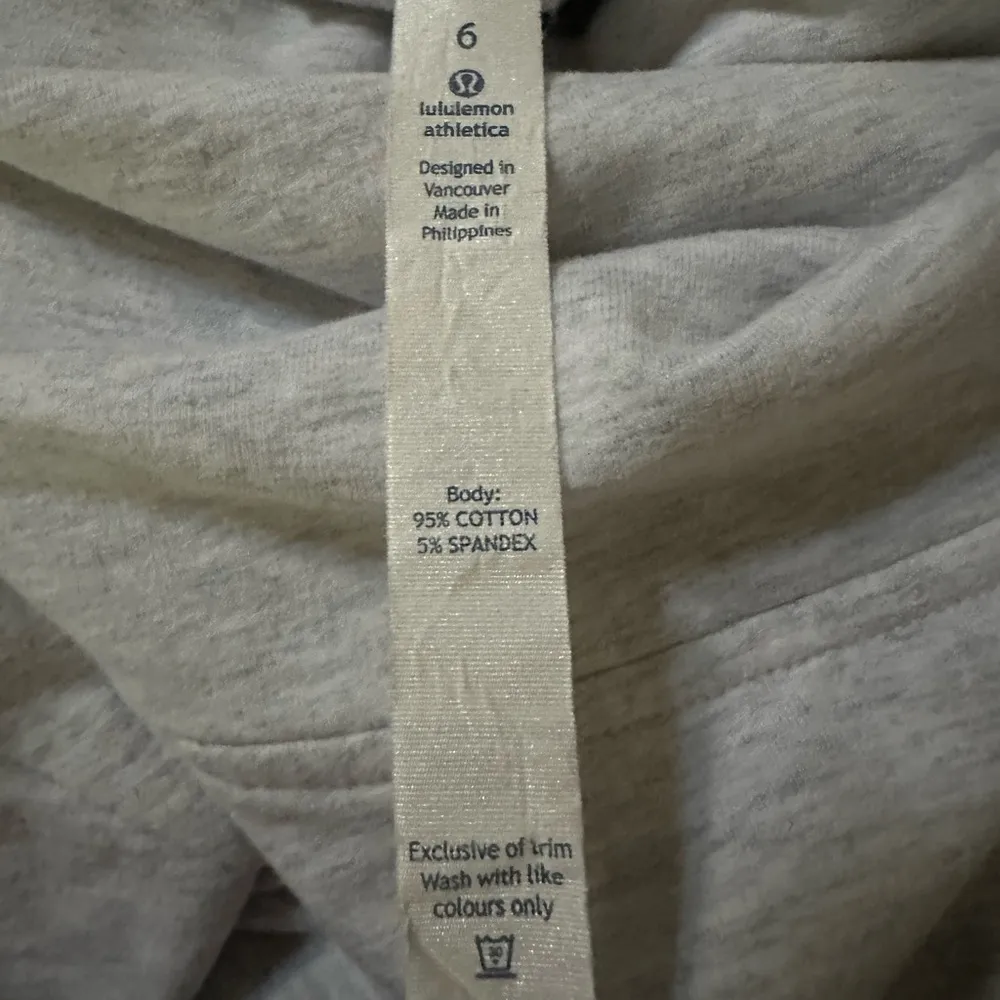 6
lululemon
athletica
Designed in
Vancouver
Made in
Philippines
Body:
95% COTTON
5% SPANDEX
Exclusive of trim
Wash with like
colours only
30